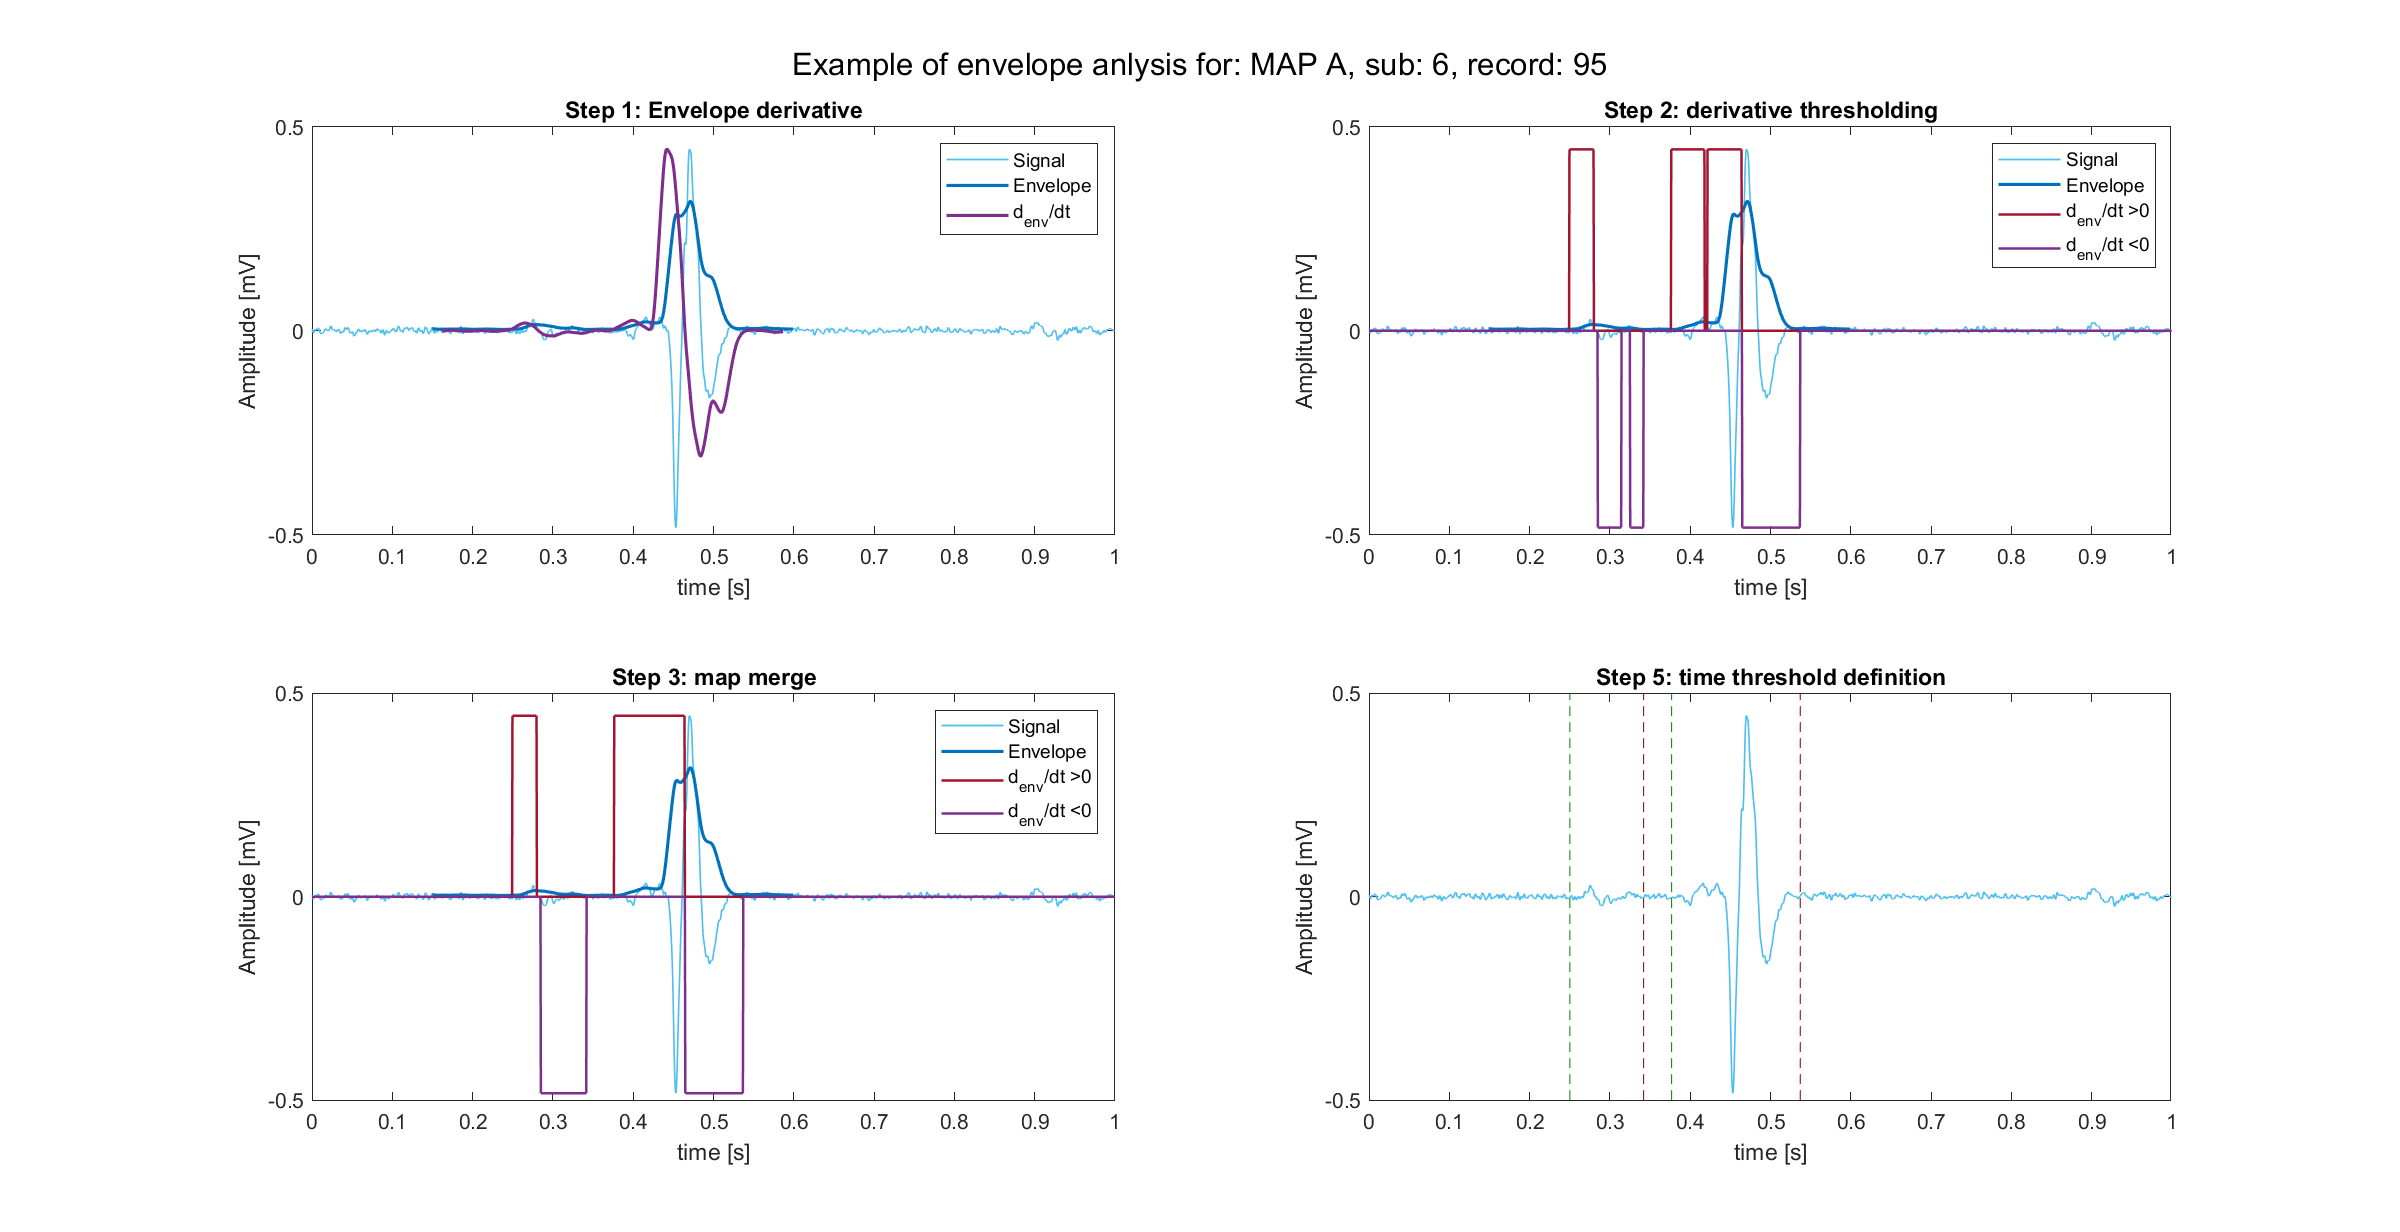 Example of envelope anlysis for: MAP A, sub: 6, record: 95
Step 1: Envelope derivative
0.5
0
-0.5
Amplitude [mV]
Signal
Envelope
d_env/dt
0 0.1 0.2 0.3 0.4 0.5 0.6 0.7 0.8 0.9 1
time [s]
Step 2: derivative thresholding
0.5
0
-0.5
Amplitude [mV]
Signal
Envelope
d_env/dt >0
d_env/dt <0
0 0.1 0.2 0.3 0.4 0.5 0.6 0.7 0.8 0.9 1
time [s]
Step 3: map merge
0.5
0
-0.5
Amplitude [mV]
Signal
Envelope
d_env/dt >0
d_env/dt <0
0 0.1 0.2 0.3 0.4 0.5 0.6 0.7 0.8 0.9 1
time [s]
Step 5: time threshold definition
0.5
0
-0.5
Amplitude [mV]
0 0.1 0.2 0.3 0.4 0.5 0.6 0.7 0.8 0.9 1
time [s]